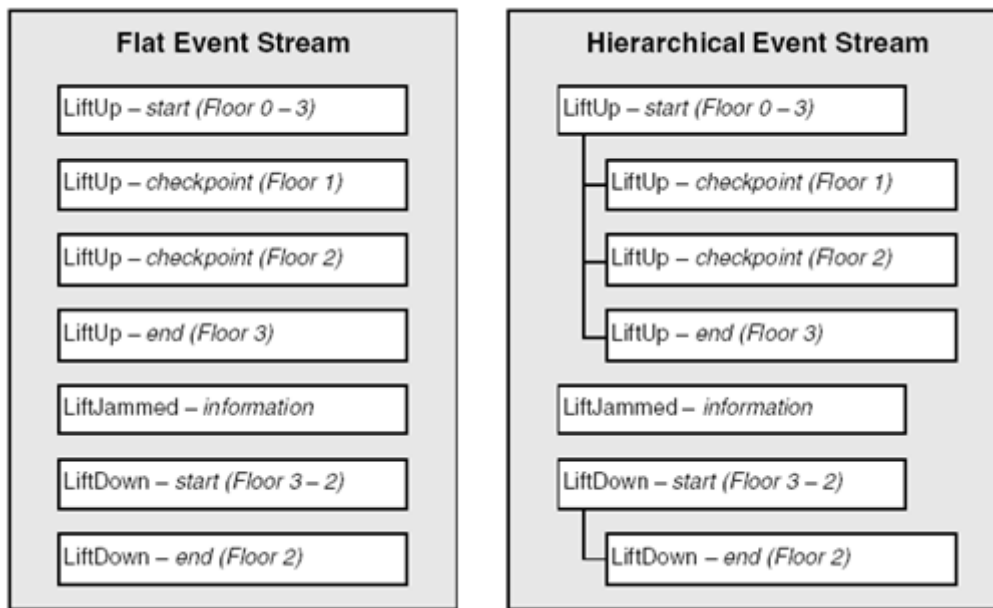 Flat Event Stream
LiftUp – start (Floor 0 – 3)
LiftUp – checkpoint (Floor 1)
LiftUp – checkpoint (Floor 2)
LiftUp – end (Floor 3)
LiftJammed – information
LiftDown – start (Floor 3 – 2)
LiftDown – end (Floor 2)
Hierarchical Event Stream
LiftUp – start (Floor 0 – 3)
LiftUp – checkpoint (Floor 1)
LiftUp – checkpoint (Floor 2)
LiftUp – end (Floor 3)
LiftJammed – information
LiftDown – start (Floor 3 – 2)
LiftDown – end (Floor 2)